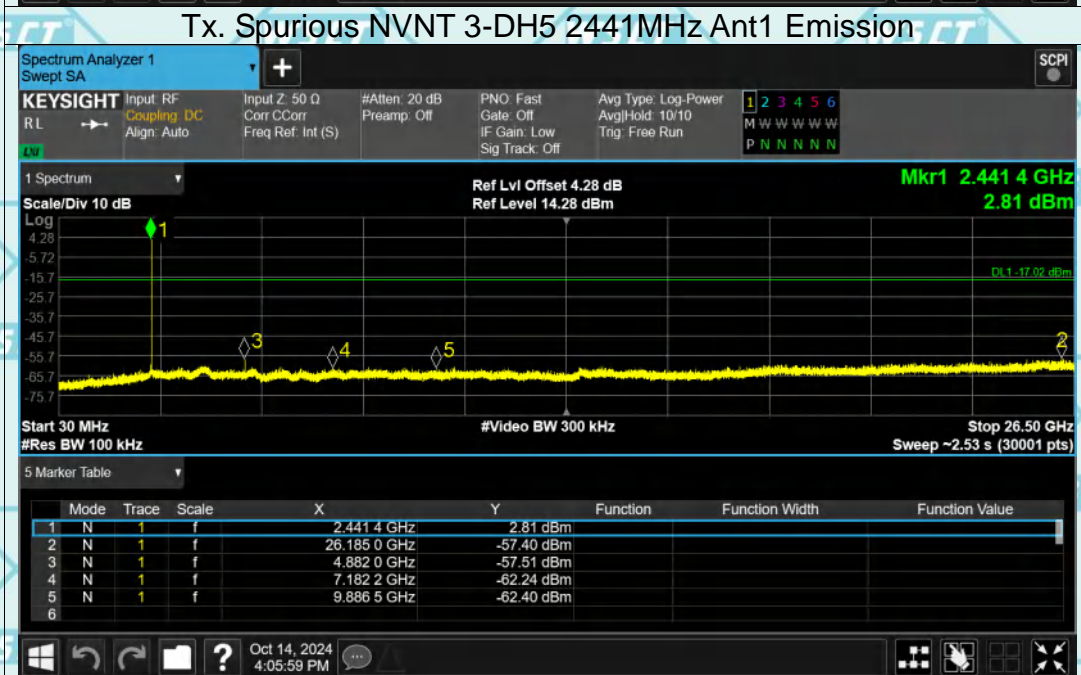 Tx. Spurious NVNT 3-DH5 2441MHz Ant1 Emission
Spectrum Analyzer 1
Swept SA
+
SCPI
KEYSIGHT Input: RF Input Z: 50 Ω #Atten: 20 dB PNO: Fast Avg Type: Log-Power 1 2 3 4 5 6
RL Coupling: DC Corr CCorr Preamp: Off Gate: Off Avg|Hold: 10/10 M W W W W W
Align: Auto Freq Ref: Int (S) IF Gain: Low Trig: Free Run P N N N N N N
LXI Sig Track: Off
1 Spectrum Ref Lvl Offset 4.28 dB Mkr1 2.441 4 GHz
Scale/Div 10 dB Ref Level 14.28 dBm 2.81 dBm
Log
1
4.28
-5.72
DL1 -17.02 dBm
-15.7
-25.7
-35.7
-45.7 3 4 5 2
-55.7
-65.7
-75.7
Start 30 MHz #Video BW 300 kHz Stop 26.50 GHz
#Res BW 100 kHz Sweep ~2.53 s (30001 pts)
5 Marker Table
Mode Trace Scale X Y Function Function Width Function Value
1 N 1 f 2.441 4 GHz 2.81 dBm
2 N 1 f 26.185 0 GHz -57.40 dBm
3 N 1 f 4.882 0 GHz -57.51 dBm
4 N 1 f 7.182 2 GHz -62.24 dBm
5 N 1 f 9.886 5 GHz -62.40 dBm
6
? Oct 14, 2024
4:05:59 PM